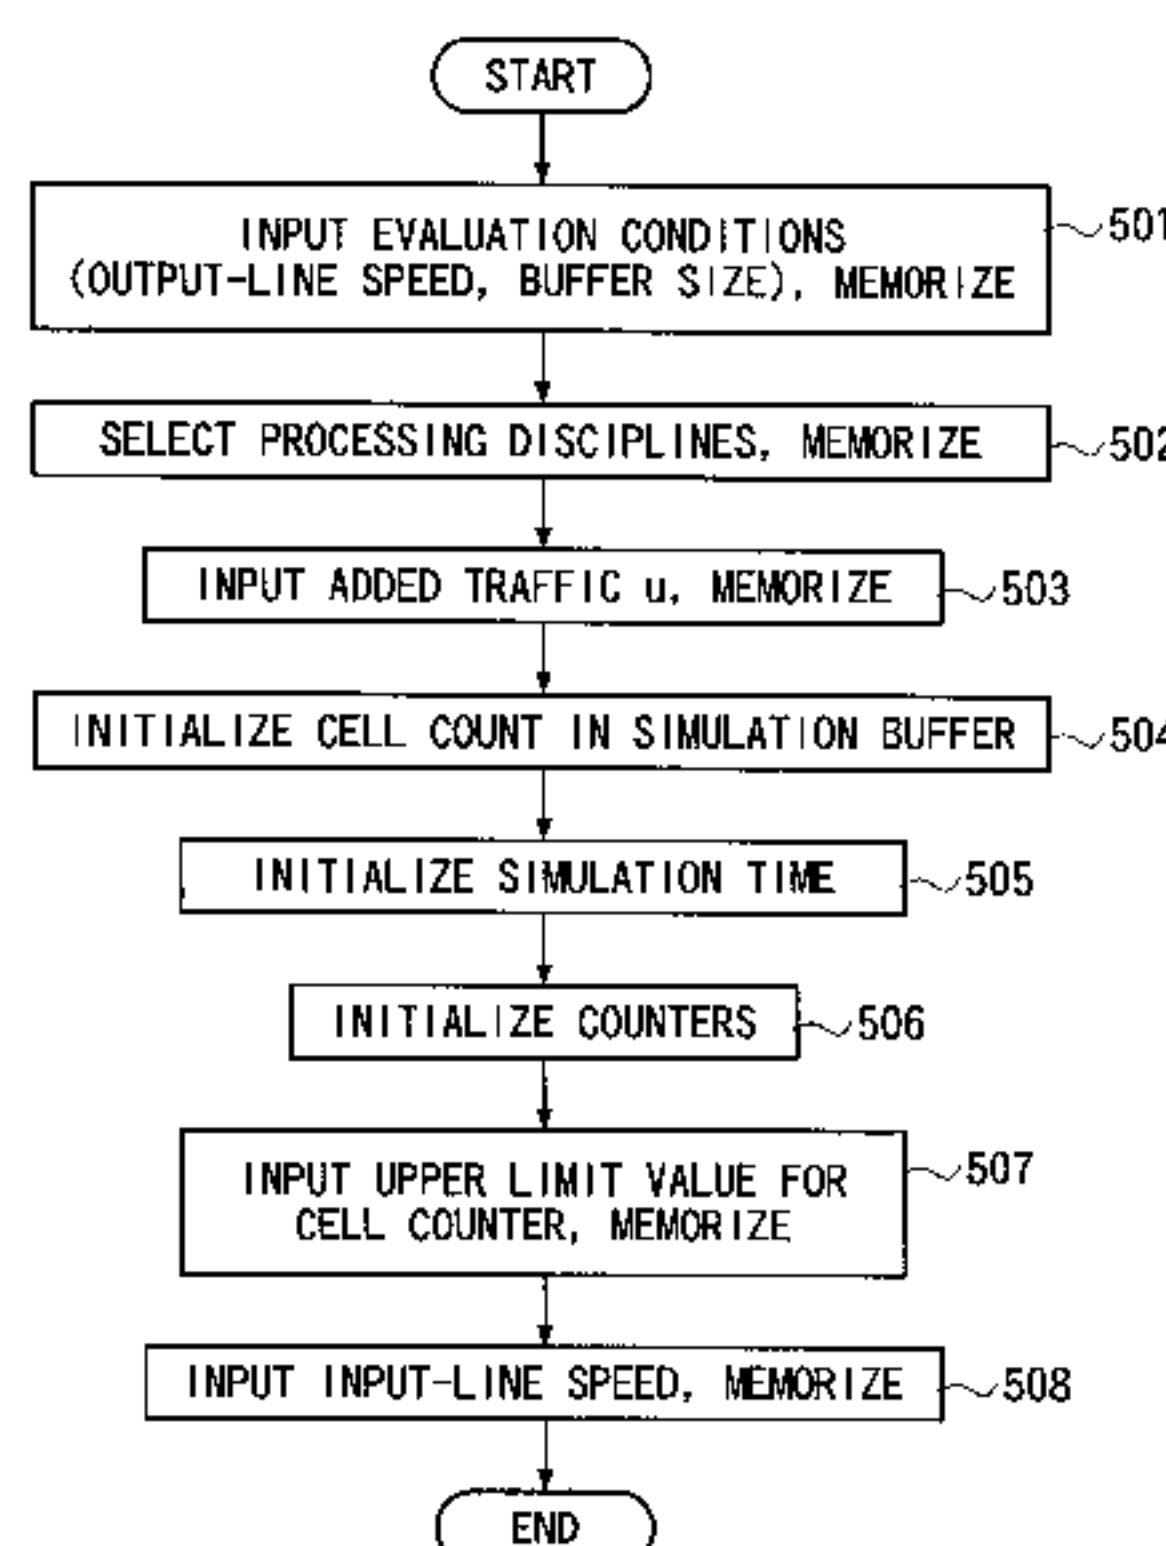 START
INPUT EVALUATION CONDITIONS
(OUTPUT-LINE SPEED, BUFFER SIZE), MEMORIZE
501
SELECT PROCESSING DISCIPLINES, MEMORIZE
502
INPUT ADDED TRAFFIC u, MEMORIZE
503
INITIALIZE CELL COUNT IN SIMULATION BUFFER
504
INITIALIZE SIMULATION TIME
505
INITIALIZE COUNTERS
506
INPUT UPPER LIMIT VALUE FOR
CELL COUNTER, MEMORIZE
507
INPUT INPUT-LINE SPEED, MEMORIZE
508
END